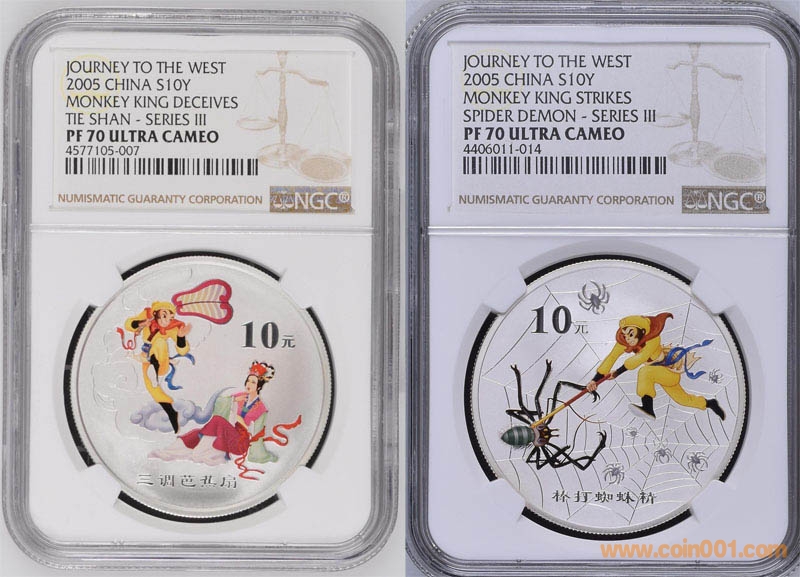 JOURNEY TO THE WEST
2005 CHINA S10Y
MONKEY KING DECEIVES
TIE SHAN - SERIES III
PF 70 ULTRA CAMEO
4577105-007
NUMISMATIC GUARANTY CORPORATION
NGC®
10元
三调芭蕉扇
JOURNEY TO THE WEST
2005 CHINA S10Y
MONKEY KING STRIKES
SPIDER DEMON - SERIES III
PF 70 ULTRA CAMEO
4406011-014
NUMISMATIC GUARANTY CORPORATION
NGC®
10元
棒打蜘蛛精
www.coin001.com